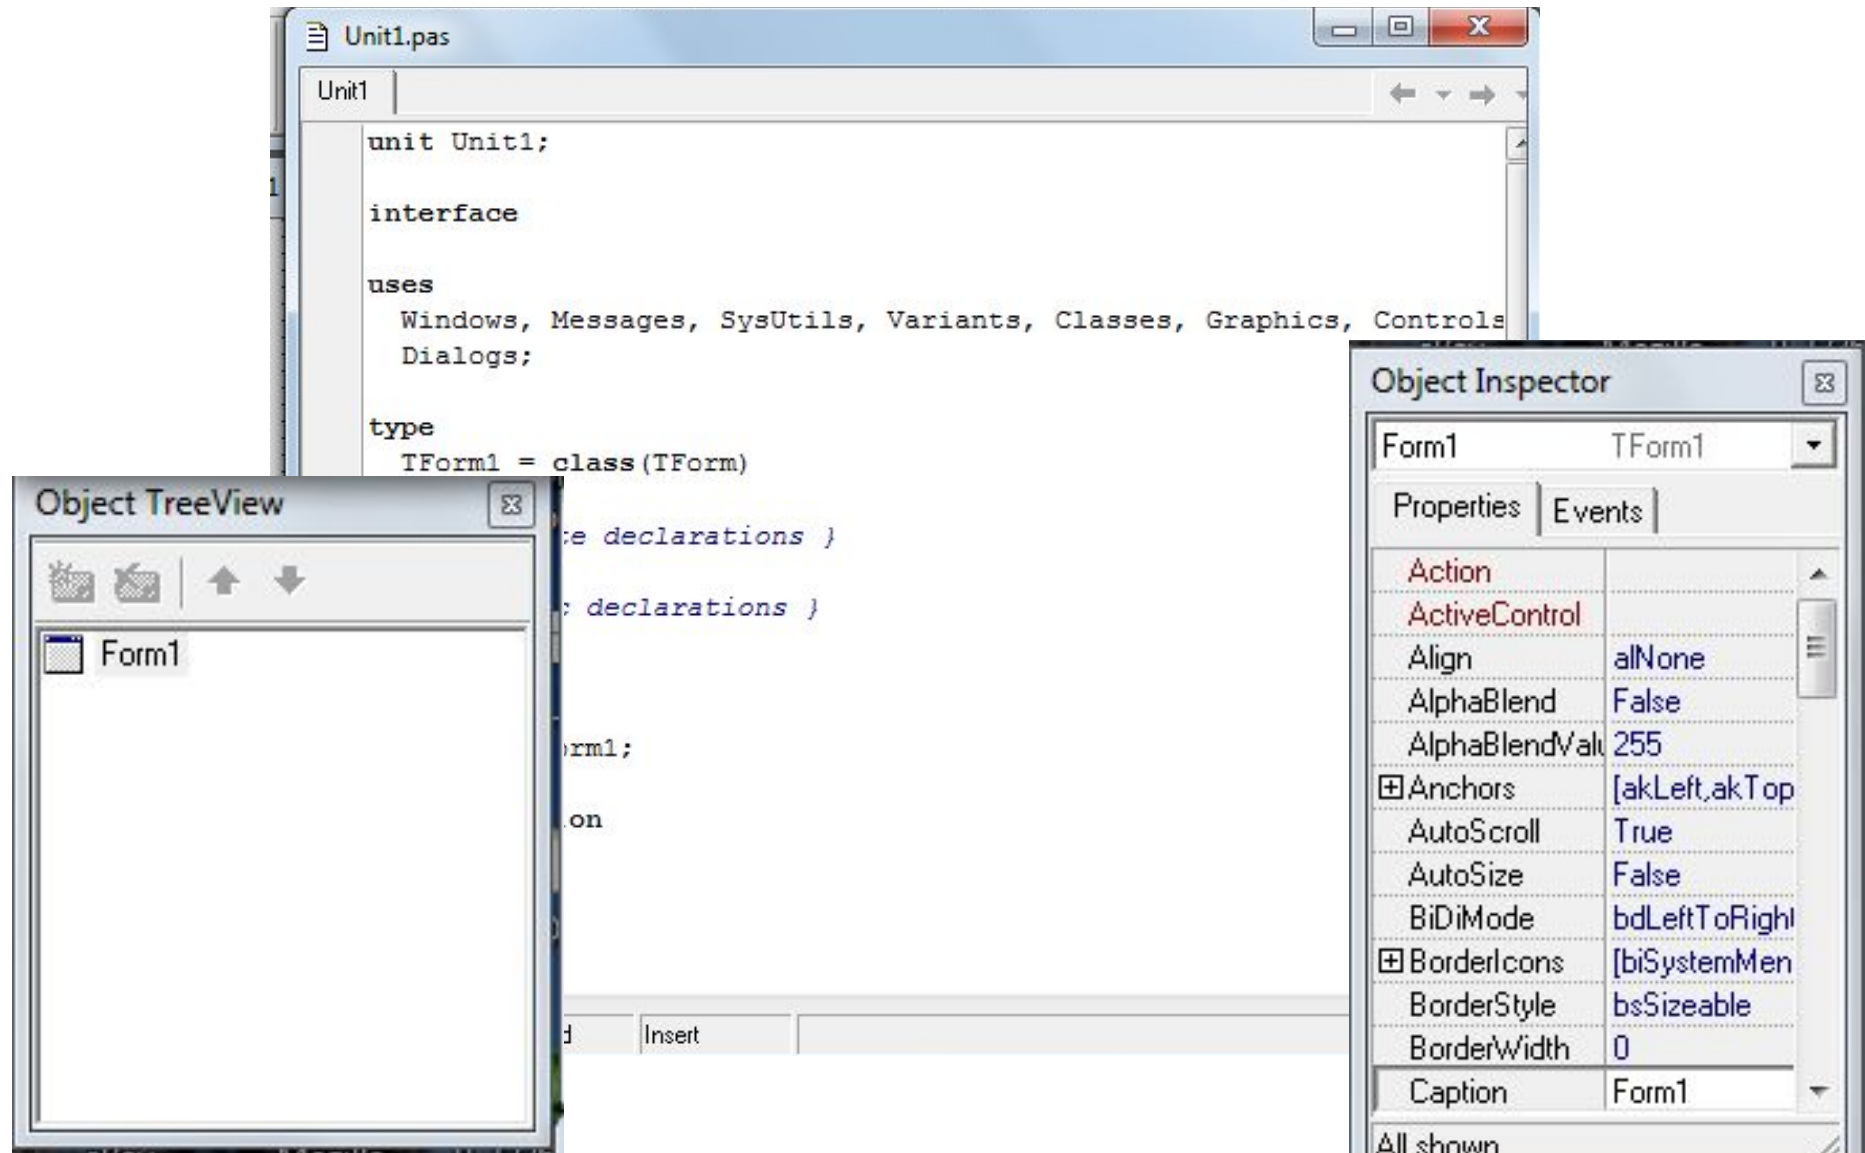 Unit1.pas
Unit1
unit Unit1;
interface
uses
Windows, Messages, SysUtils, Variants, Classes, Graphics, Controls
Dialogs;
type
TForm1 = class(TForm)
declarations }
declarations }
on
Insert
Object TreeView
Form1
Object Inspector
Form1 TForm1
Properties Events
Action
ActiveControl
Align alNone
AlphaBlend False
AlphaBlendValu 255
Anchors [akLeft,akTop
AutoScroll True
AutoSize False
BiDiMode bdLeftToRight
BorderIcons [biSystemMen
BorderStyle bsSizeable
BorderWidth 0
Caption Form1
All shown